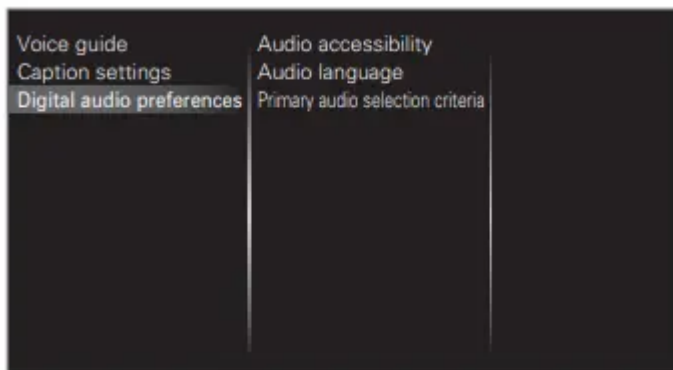 Voice guide
Caption settings
Digital audio preferences
Audio accessibility
Audio language
Primary audio selection criteria